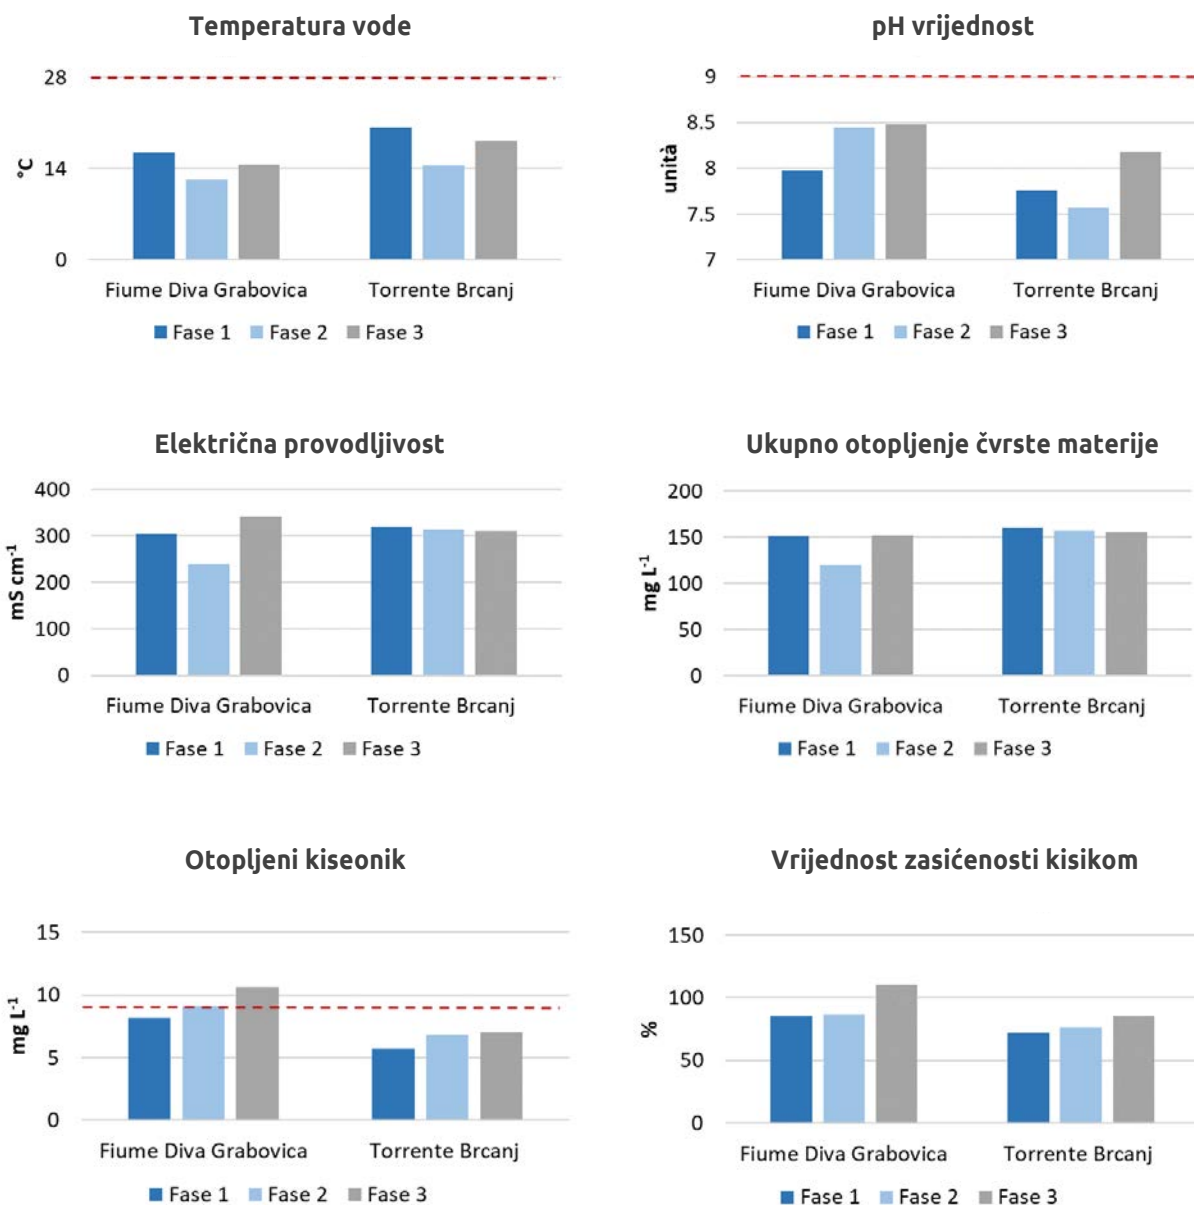 Temperatura vode
28
14
0
°C
Fiume Diva Grabovica Torrente Brcanj
Fase 1 Fase 2 Fase 3
pH vrijednost
9
8.5
8
7.5
7
unità
Fiume Diva Grabovica Torrente Brcanj
Fase 1 Fase 2 Fase 3
Električna provodljivost
400
300
200
100
0
mS cm⁻¹
Fiume Diva Grabovica Torrente Brcanj
Fase 1 Fase 2 Fase 3
Ukupno otopljenje čvrste materije
200
150
100
50
0
mg L⁻¹
Fiume Diva Grabovica Torrente Brcanj
Fase 1 Fase 2 Fase 3
Otopljeni kiseonik
15
10
5
0
mg L⁻¹
Fiume Diva Grabovica Torrente Brcanj
Fase 1 Fase 2 Fase 3
Vrijednost zasićenosti kisikom
150
100
50
0
%
Fiume Diva Grabovica Torrente Brcanj
Fase 1 Fase 2 Fase 3